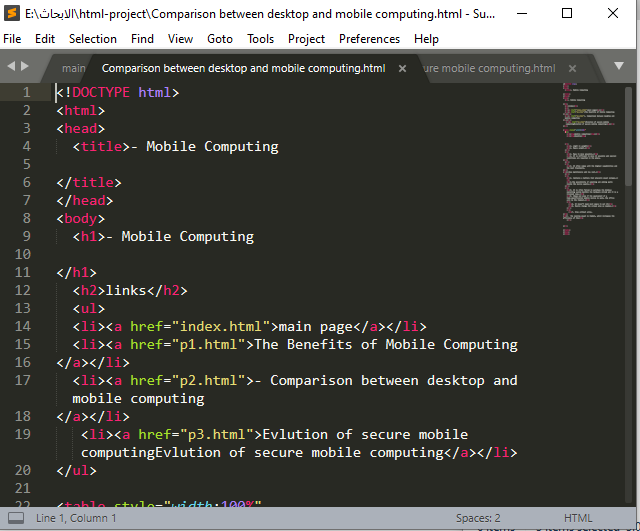 E:\الابحاث\html-project\Comparison between desktop and mobile computing.html - Su...
File Edit Selection Find View Goto Tools Project Preferences Help
main Comparison between desktop and mobile computing.html × ure mobile computing.html ×
1 <!DOCTYPE html>
2 <html>
3 <head>
4 <title>- Mobile Computing
5
6 </title>
7 </head>
8 <body>
9 <h1>- Mobile Computing
10
11 </h1>
12 <h2>links</h2>
13 <ul>
14 <li><a href="index.html">main page</a></li>
15 <li><a href="p1.html">The Benefits of Mobile Computing
16 </a></li>
17 <li><a href="p2.html">- Comparison between desktop and
mobile computing
18 </a></li>
19 <li><a href="p3.html">Evlution of secure mobile
computingEvlution of secure mobile computing</a></li>
20 </ul>
21
22 <table style="width:100%"
Line 1, Column 1 Spaces: 2 HTML